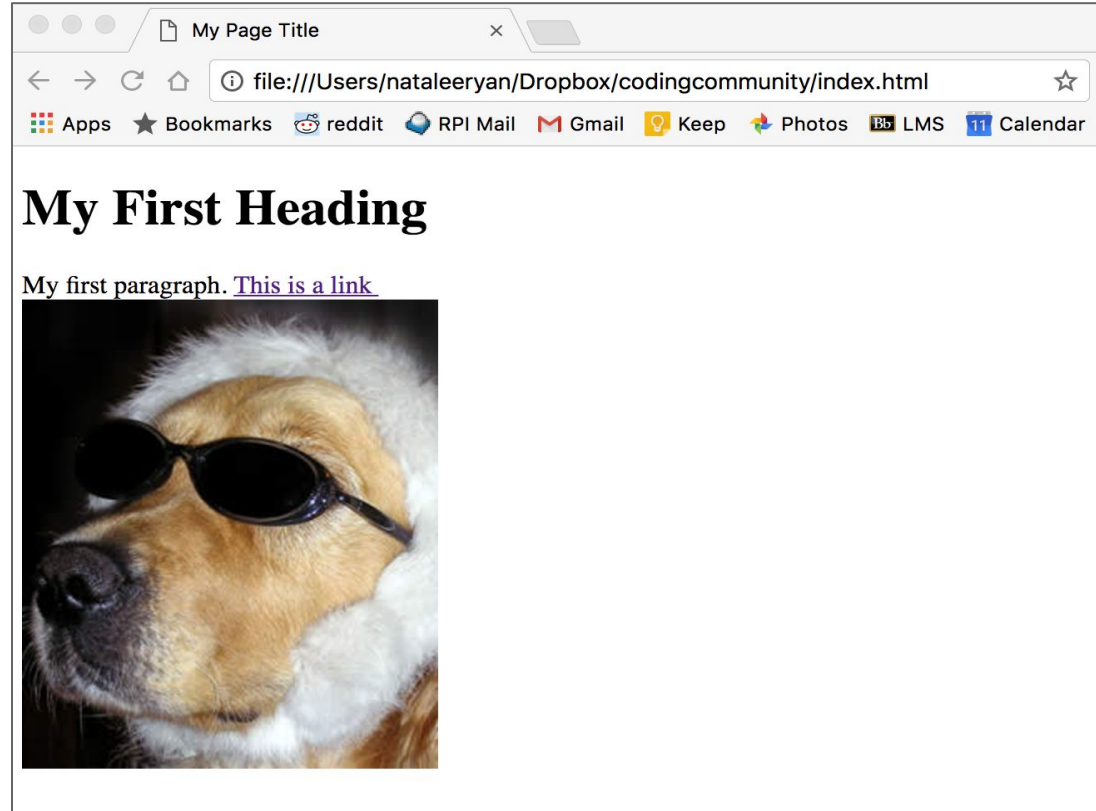 My Page Title
file:///Users/nataleeryan/Dropbox/codingcommunity/index.html
Apps Bookmarks reddit RPI Mail Gmail Keep Photos Bb LMS 11 Calendar
My First Heading
My first paragraph. This is a link